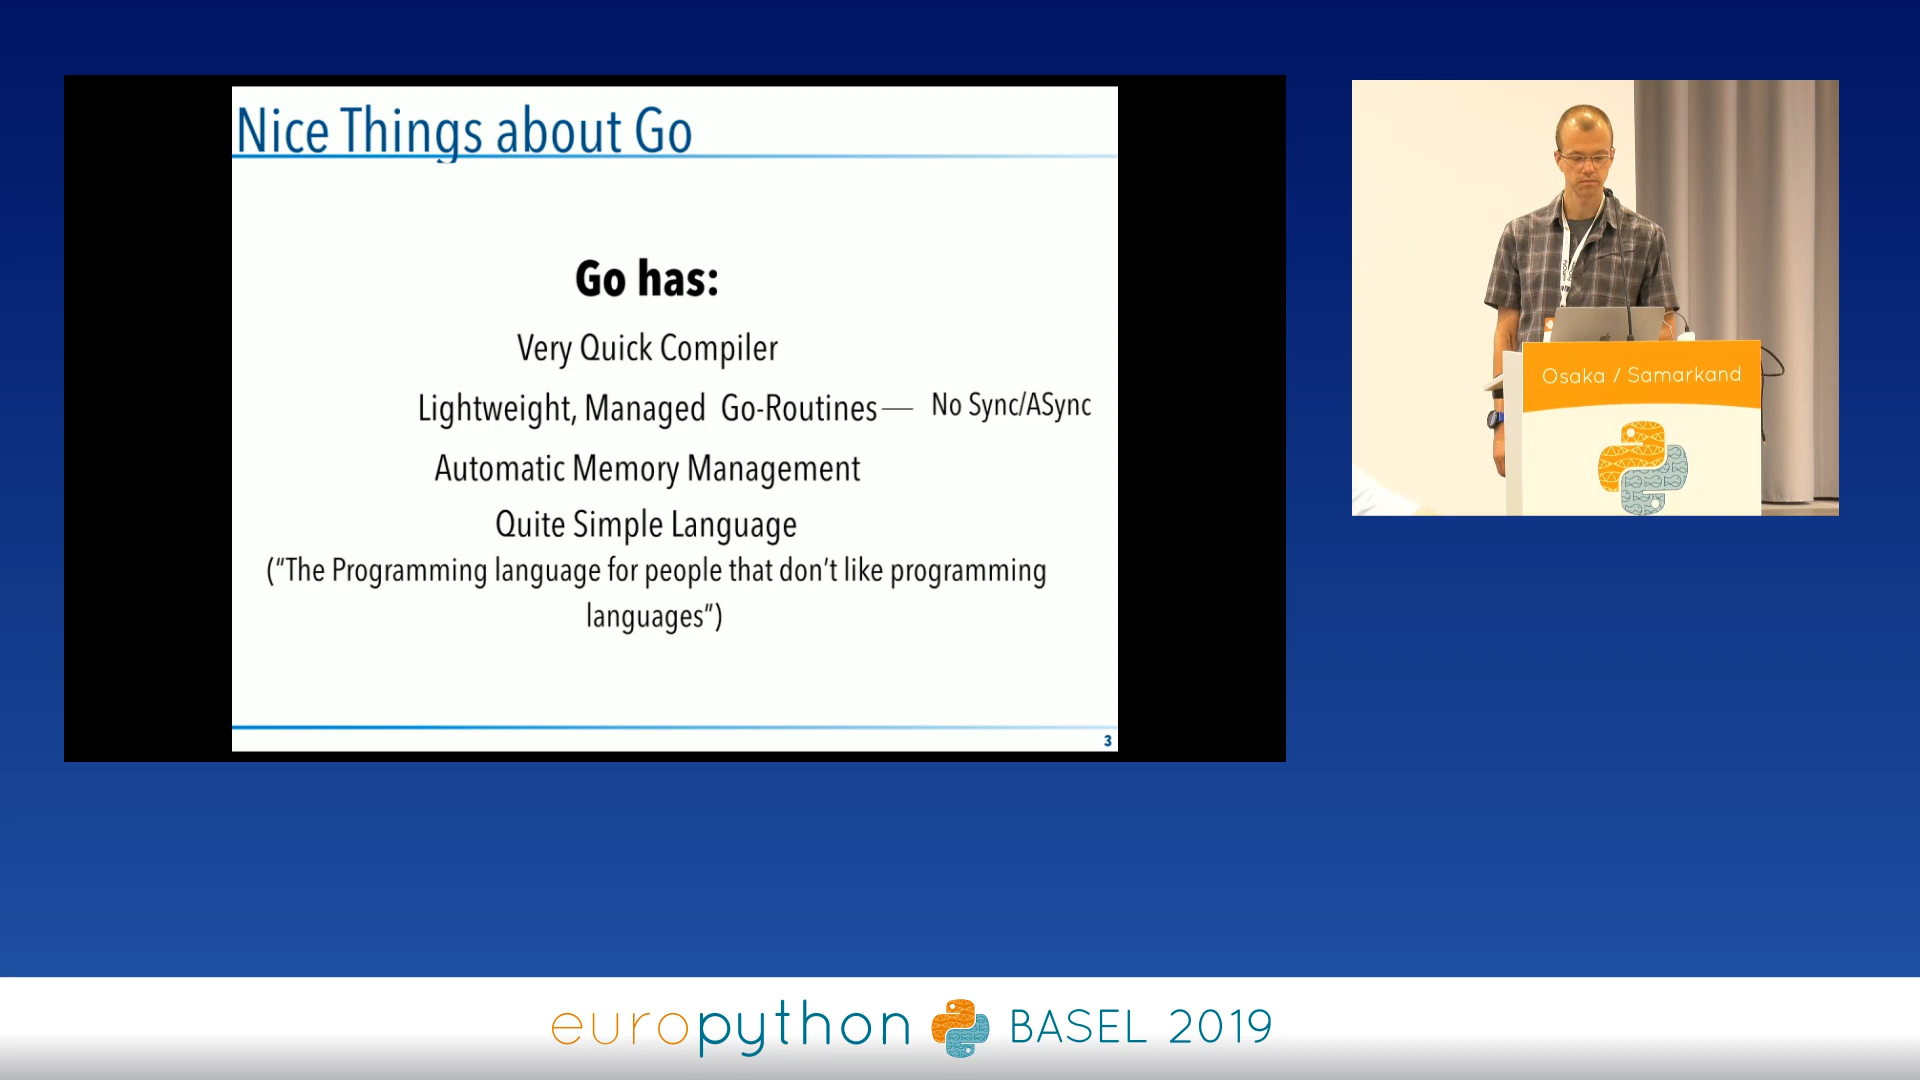 Nice Things about Go
Go has:
Very Quick Compiler
Lightweight, Managed Go-Routines — No Sync/ASync
Automatic Memory Management
Quite Simple Language
(“The Programming language for people that don’t like programming
languages”)
3
Osaka / Samarkand
europython BASEL 2019